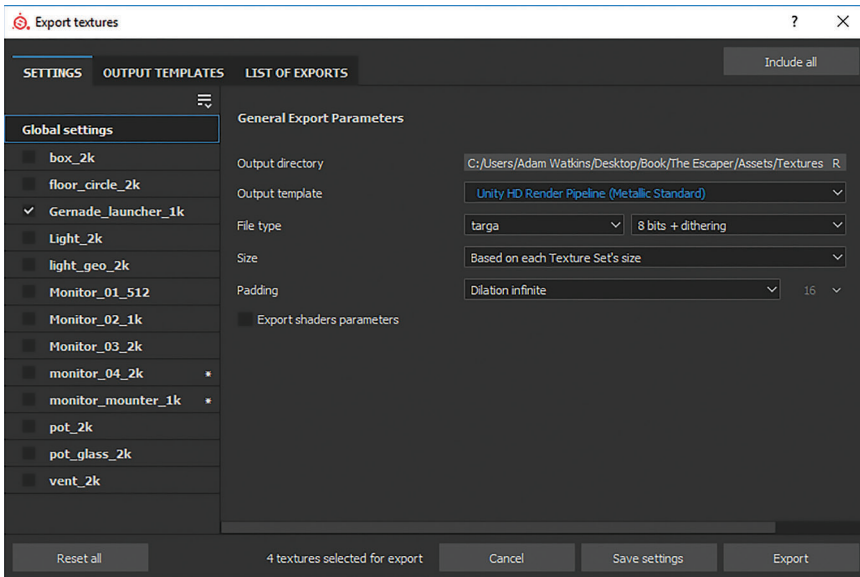 Export textures
?
SETTINGS OUTPUT TEMPLATES LIST OF EXPORTS
Include all
Global settings
box_2k
floor_circle_2k
Gernade_launcher_1k
Light_2k
light_geo_2k
Monitor_01_512
Monitor_02_1k
Monitor_03_2k
monitor_04_2k *
monitor_mounter_1k *
pot_2k
pot_glass_2k
vent_2k
General Export Parameters
Output directory C:/Users/Adam Watkins/Desktop/Book/The Escaper/Assets/Textures R
Output template Unity HD Render Pipeline (Metallic Standard)
File type targa 8 bits + dithering
Size Based on each Texture Set's size
Padding Dilation infinite 16
Export shaders parameters
Reset all
4 textures selected for export
Cancel
Save settings
Export